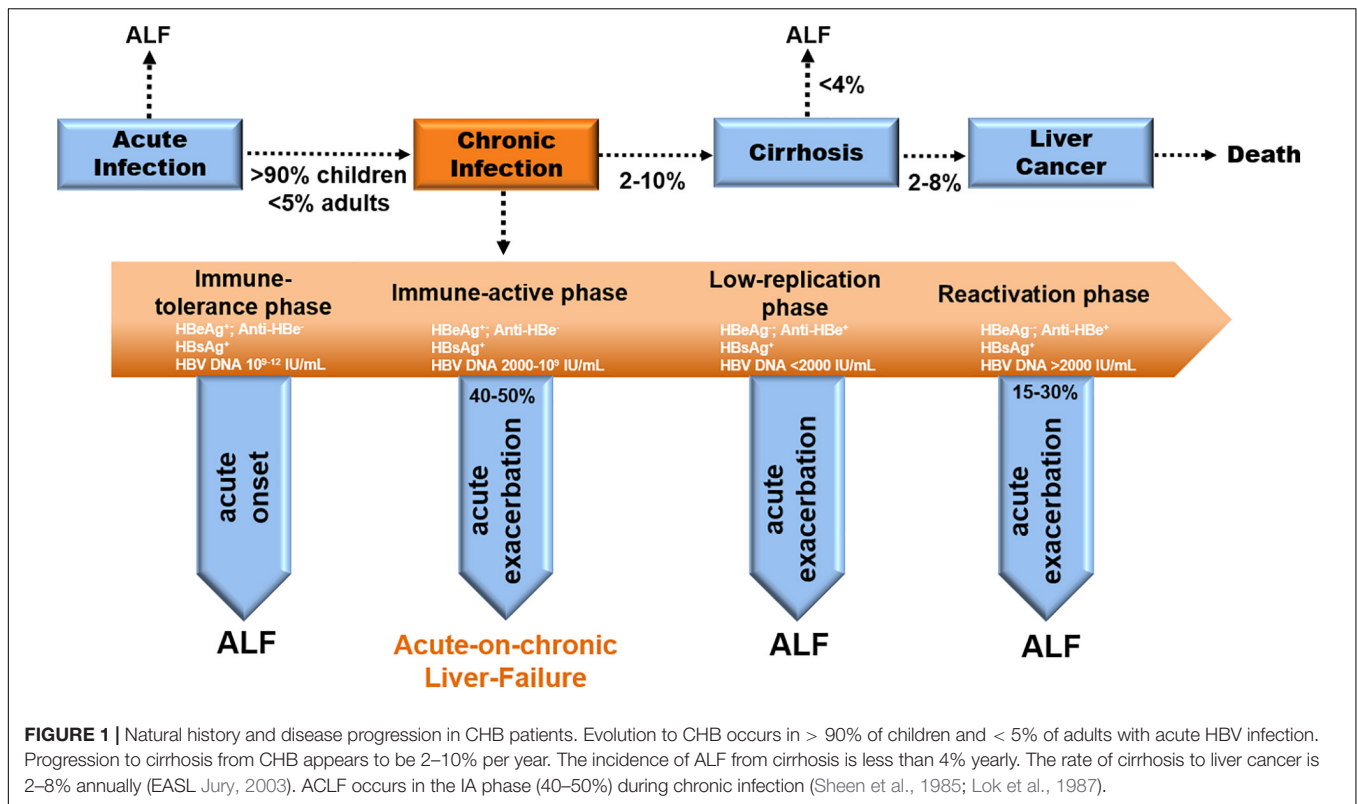 ALF
ALF
<4%
Acute
Infection
>90% children
<5% adults
Chronic
Infection
2-10%
Cirrhosis
2-8%
Liver
Cancer
Death
Immune-
tolerance phase
HBeAg⁺; Anti-HBe⁻
HBsAg⁺
HBV DNA 10⁹⁻¹² IU/mL
Immune-active phase
HBeAg⁺; Anti-HBe⁻
HBsAg⁺
HBV DNA 2000-10⁹ IU/mL
Low-replication
phase
HBeAg⁻; Anti-HBe⁺
HBsAg⁺
HBV DNA <2000 IU/mL
Reactivation phase
HBeAg⁻; Anti-HBe⁺
HBsAg⁺
HBV DNA >2000 IU/mL
acute
onset
40-50%
acute
exacerbation
acute
exacerbation
15-30%
acute
exacerbation
ALF
Acute-on-chronic
Liver-Failure
ALF
ALF
FIGURE 1 | Natural history and disease progression in CHB patients. Evolution to CHB occurs in > 90% of children and < 5% of adults with acute HBV infection.
Progression to cirrhosis from CHB appears to be 2–10% per year. The incidence of ALF from cirrhosis is less than 4% yearly. The rate of cirrhosis to liver cancer is
2–8% annually (EASL Jury, 2003). ACLF occurs in the IA phase (40–50%) during chronic infection (Sheen et al., 1985; Lok et al., 1987).